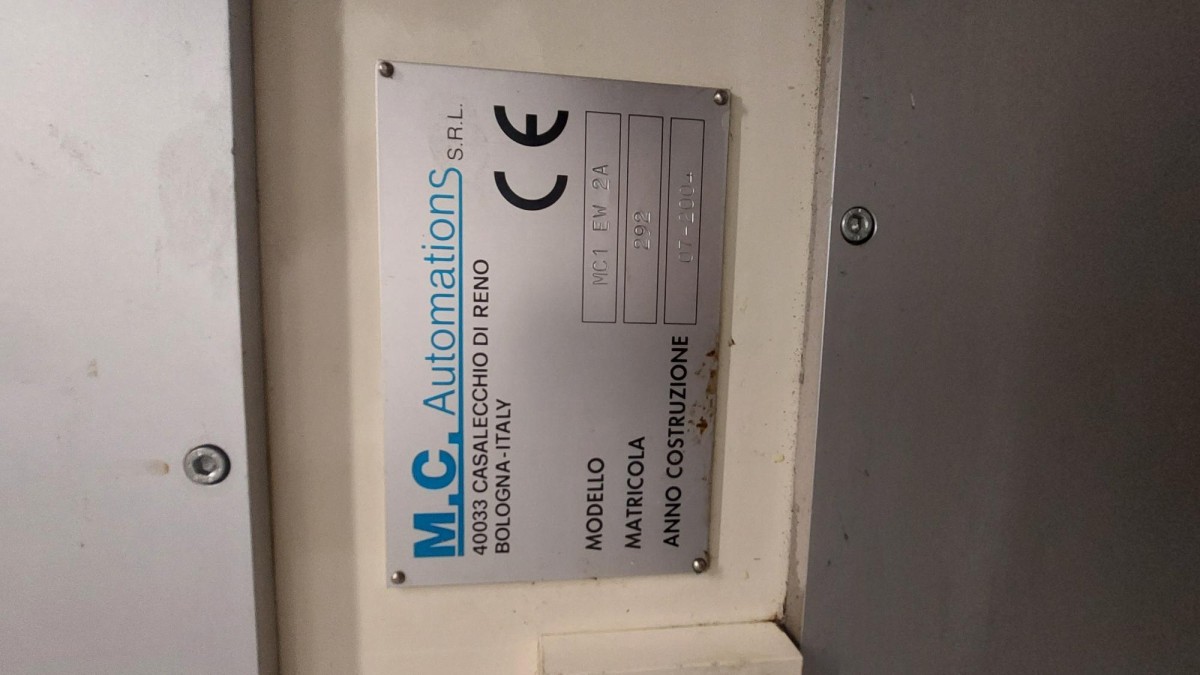 M.C. Automations S.R.L.
40033 CASALECCHIO DI RENO
BOLOGNA-ITALY
CE
MODELLO MC1 EW 2A
MATRICOLA 292
ANNO COSTRUZIONE 07-2004